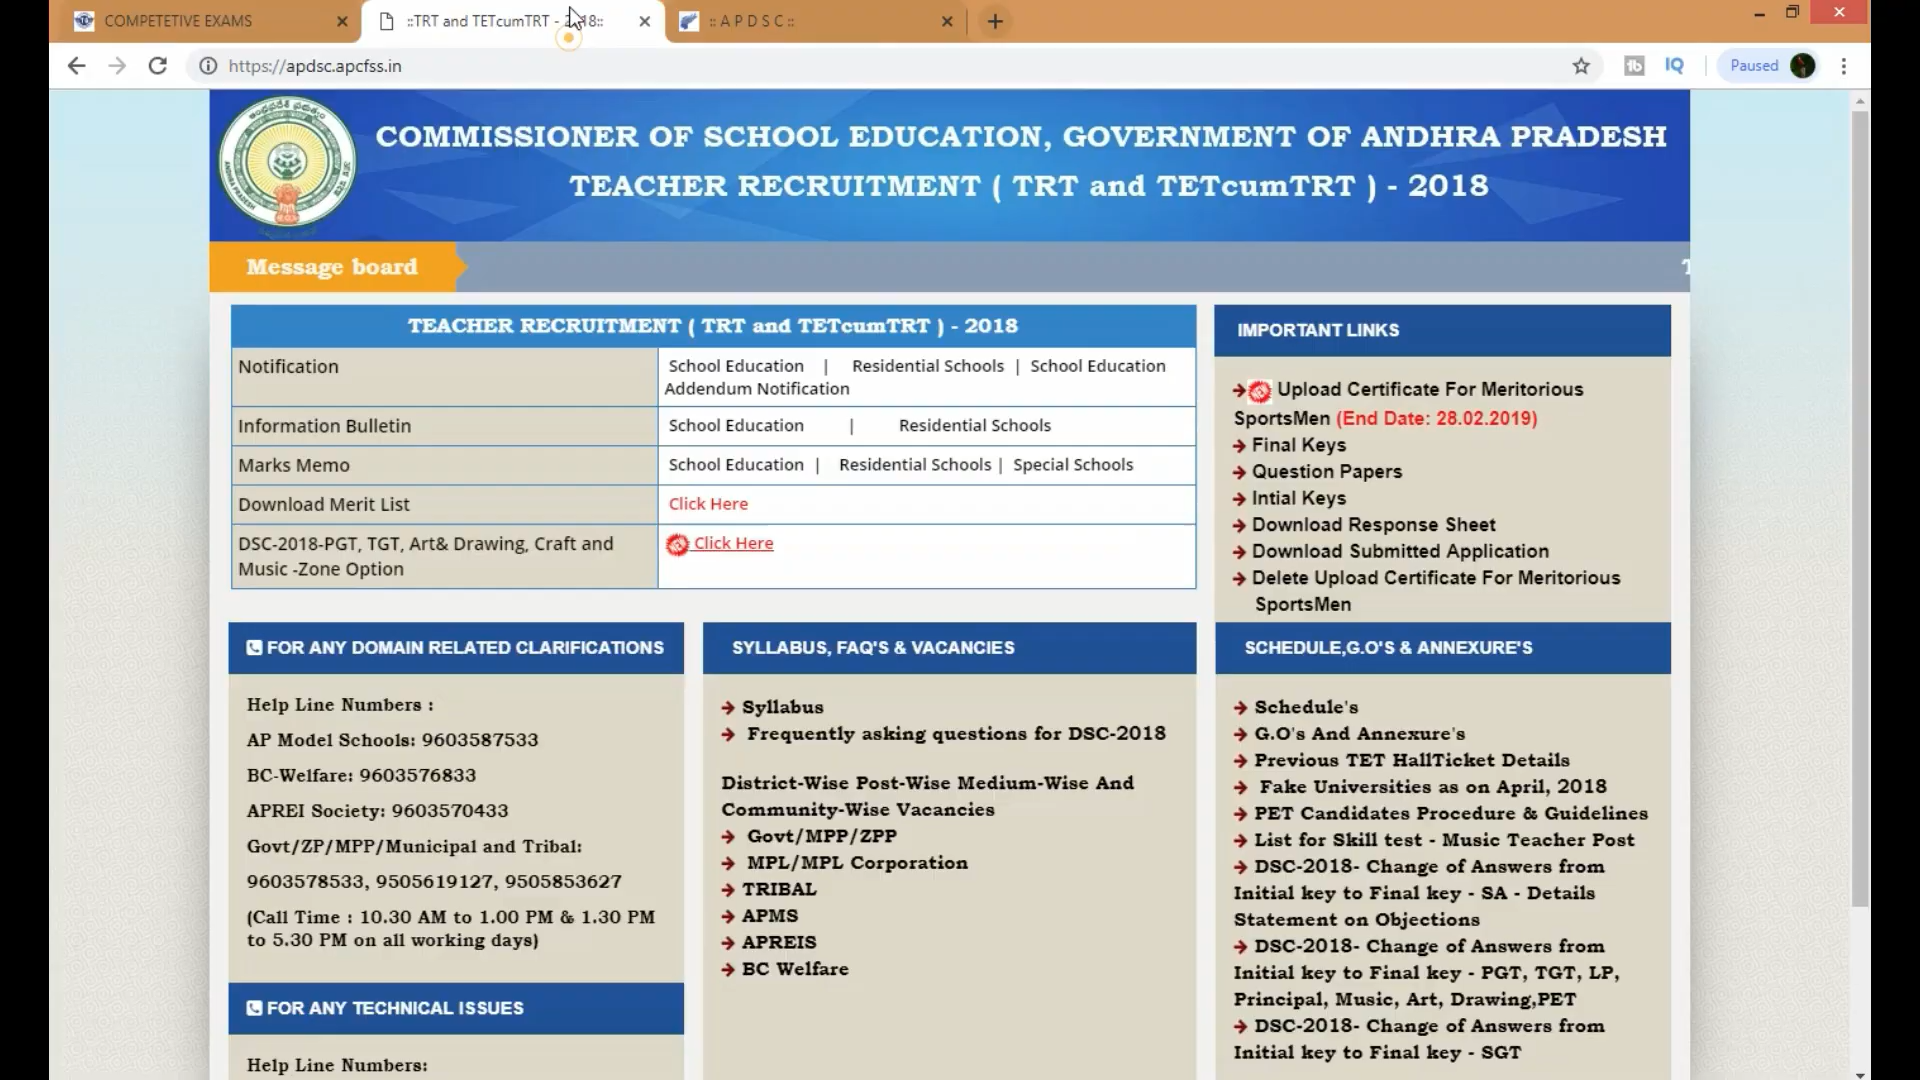 COMPETETIVE EXAMS
::TRT and TETcumTRT - 2018::
:: A P D S C ::
https://apdsc.apcfss.in
IQ
Paused
COMMISSIONER OF SCHOOL EDUCATION, GOVERNMENT OF ANDHRA PRADESH
TEACHER RECRUITMENT ( TRT and TETcumTRT ) - 2018
Message board
TEACHER RECRUITMENT ( TRT and TETcumTRT ) - 2018
Notification
School Education | Residential Schools | School Education
Addendum Notification
Information Bulletin
School Education | Residential Schools
Marks Memo
School Education | Residential Schools | Special Schools
Download Merit List
Click Here
DSC-2018-PGT, TGT, Art& Drawing, Craft and
Music -Zone Option
Click Here
IMPORTANT LINKS
Upload Certificate For Meritorious
SportsMen (End Date: 28.02.2019)
Final Keys
Question Papers
Intial Keys
Download Response Sheet
Download Submitted Application
Delete Upload Certificate For Meritorious
SportsMen
FOR ANY DOMAIN RELATED CLARIFICATIONS
Help Line Numbers :
AP Model Schools: 9603587533
BC-Welfare: 9603576833
APREI Society: 9603570433
Govt/ZP/MPP/Municipal and Tribal:
9603578533, 9505619127, 9505853627
(Call Time : 10.30 AM to 1.00 PM & 1.30 PM
to 5.30 PM on all working days)
FOR ANY TECHNICAL ISSUES
Help Line Numbers:
SYLLABUS, FAQ'S & VACANCIES
Syllabus
Frequently asking questions for DSC-2018
District-Wise Post-Wise Medium-Wise And
Community-Wise Vacancies
Govt/MPP/ZPP
MPL/MPL Corporation
TRIBAL
APMS
APREIS
BC Welfare
SCHEDULE,G.O'S & ANNEXURE'S
Schedule's
G.O's And Annexure's
Previous TET HallTicket Details
Fake Universities as on April, 2018
PET Candidates Procedure & Guidelines
List for Skill test - Music Teacher Post
DSC-2018- Change of Answers from
Initial key to Final key - SA - Details
Statement on Objections
DSC-2018- Change of Answers from
Initial key to Final key - PGT, TGT, LP,
Principal, Music, Art, Drawing,PET
DSC-2018- Change of Answers from
Initial key to Final key - SGT